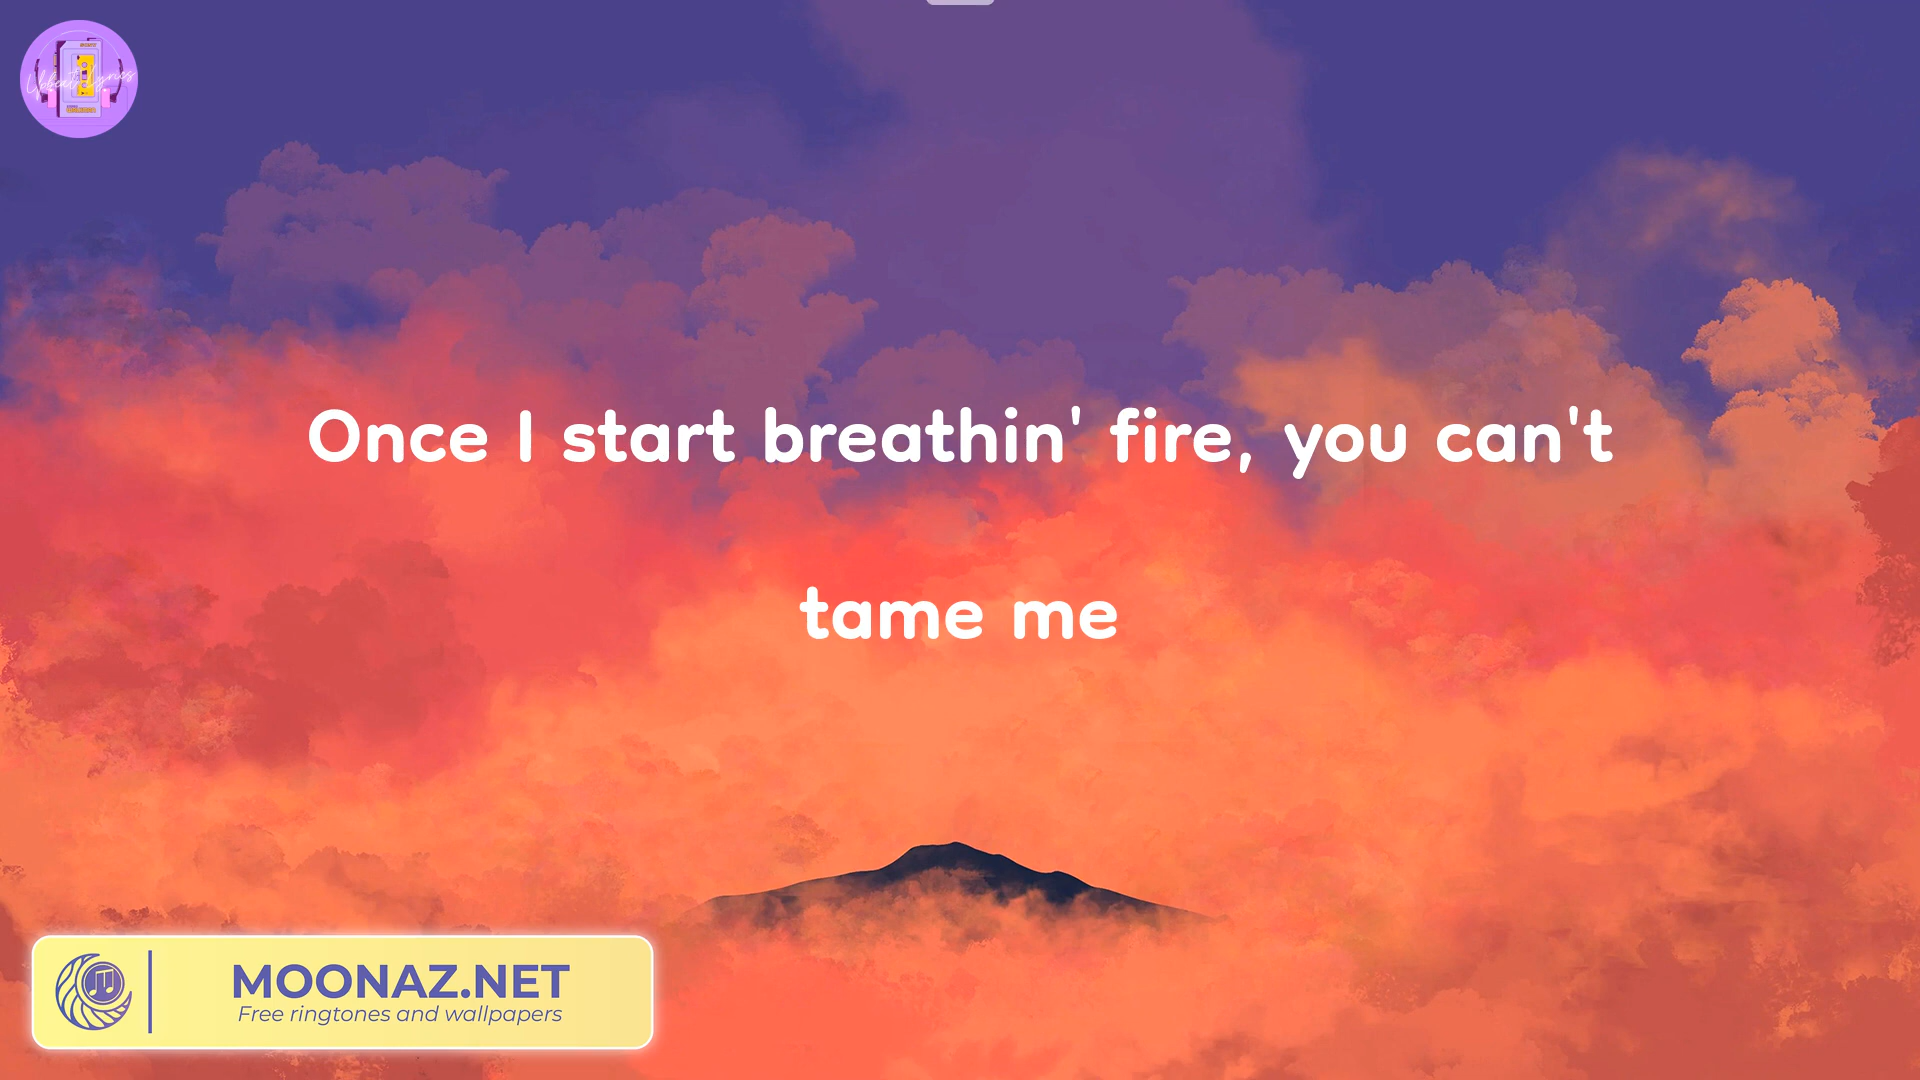 Once I start breathin' fire, you can't
tame me
MOONAZ.NET
Free ringtones and wallpapers